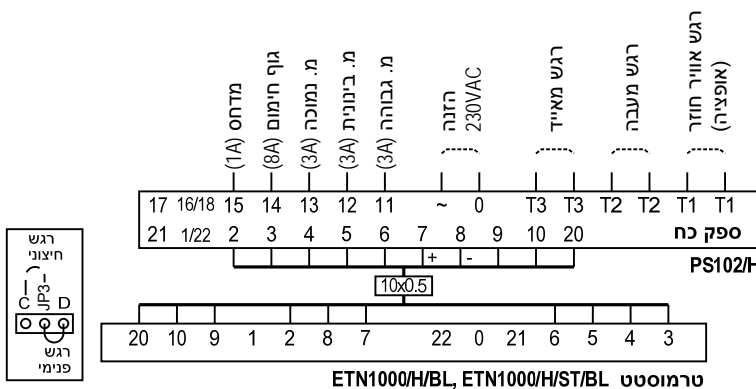 מדחס (1A)
גוף חימום (8A)
מ. נמוכה (3A)
מ. בינונית (3A)
מ. גבוהה (3A)
הזנה
230VAC
רגש מאייד
רגש מעבה
רגש אוויר חוזר
(אופציה)
17 16/18 15 14 13 12 11 ~ 0 T3 T3 T2 T2 T1 T1
21 1/22 2 3 4 5 6 7 8 9 10 20 ספק כח
+ -
PS102/H
10x0.5
20 10 9 1 2 8 7 22 0 21 6 5 4 3
טרמוסטט ETN1000/H/BL, ETN1000/H/ST/BL
רגש
חיצוני
C JP3 D
רגש
פנימי